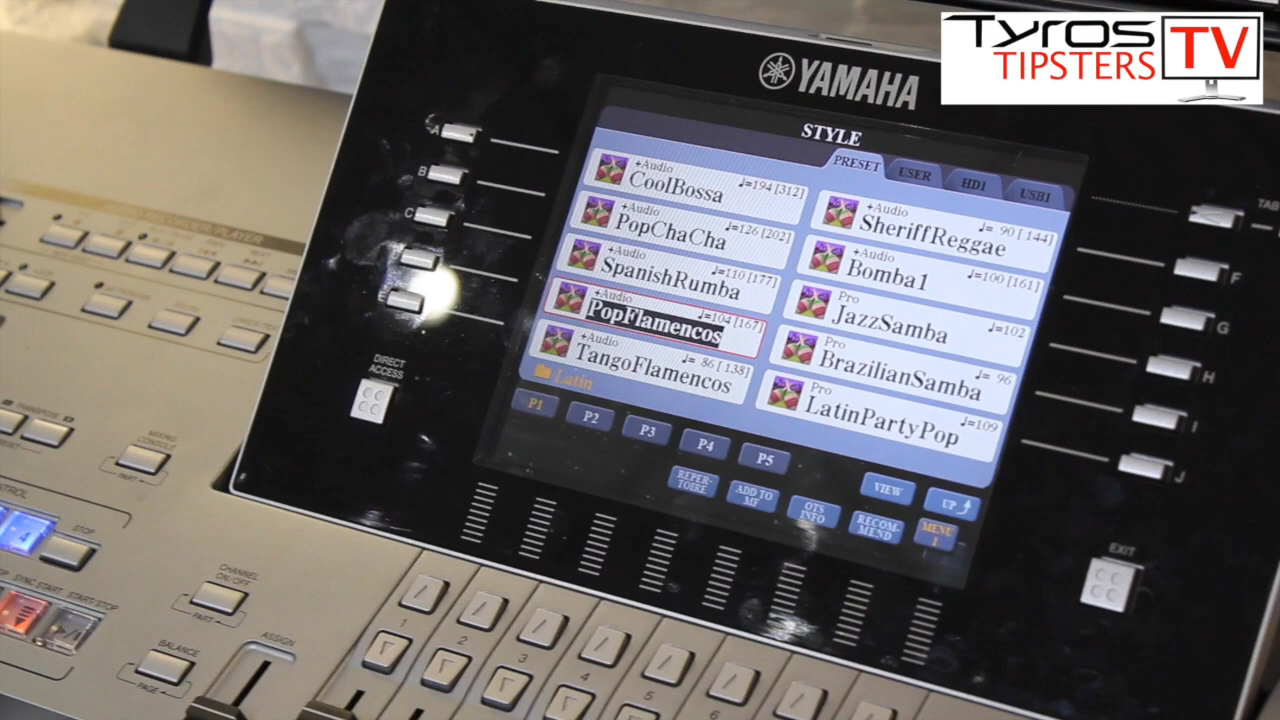 Tyros
TIPSTERS TV
YAMAHA
STYLE
PRESET USER HD1 USB1
+Audio
CoolBossa
♩=194 [312]
+Audio
PopChaCha
♩=126 [202]
+Audio
SpanishRumba
♩=110 [177]
+Audio
PopFlamencos
♩=104 [167]
+Audio
TangoFlamencos
♩= 86 [138]
+Audio
SheriffReggae
♩= 90 [144]
+Audio
Bomba1
♩=100 [161]
Pro
JazzSamba
♩=102
Pro
BrazilianSamba
♩= 96
Pro
LatinPartyPop
♩=109
Latin
P1 P2 P3 P4 P5
REPER-
TOIRE
ADD TO
MF
OTS
INFO
RECOM-
MEND
VIEW
UP
MENU
1
A
B
C
TAB
F
G
H
I
J
DIRECT
ACCESS
EXIT
TRANSPOSE
MIXING
CONSOLE
PART
STOP
SYNC START
START/STOP
CHANNEL
ON/OFF
PART
BALANCE
PAGE
ASSIGN
1
2
3
4
5
6